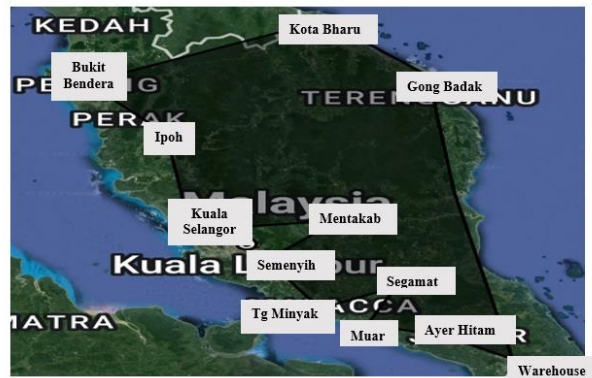 KEDAH
Kota Bharu
Bukit
Bendera
Gong Badak
TERENGGANU
PERAK
Ipoh
Malaysia
Kuala
Selangor
Mentakab
Kuala
Semenyih
Segamat
Tg Minyak
Muar
Ayer Hitam
Warehouse